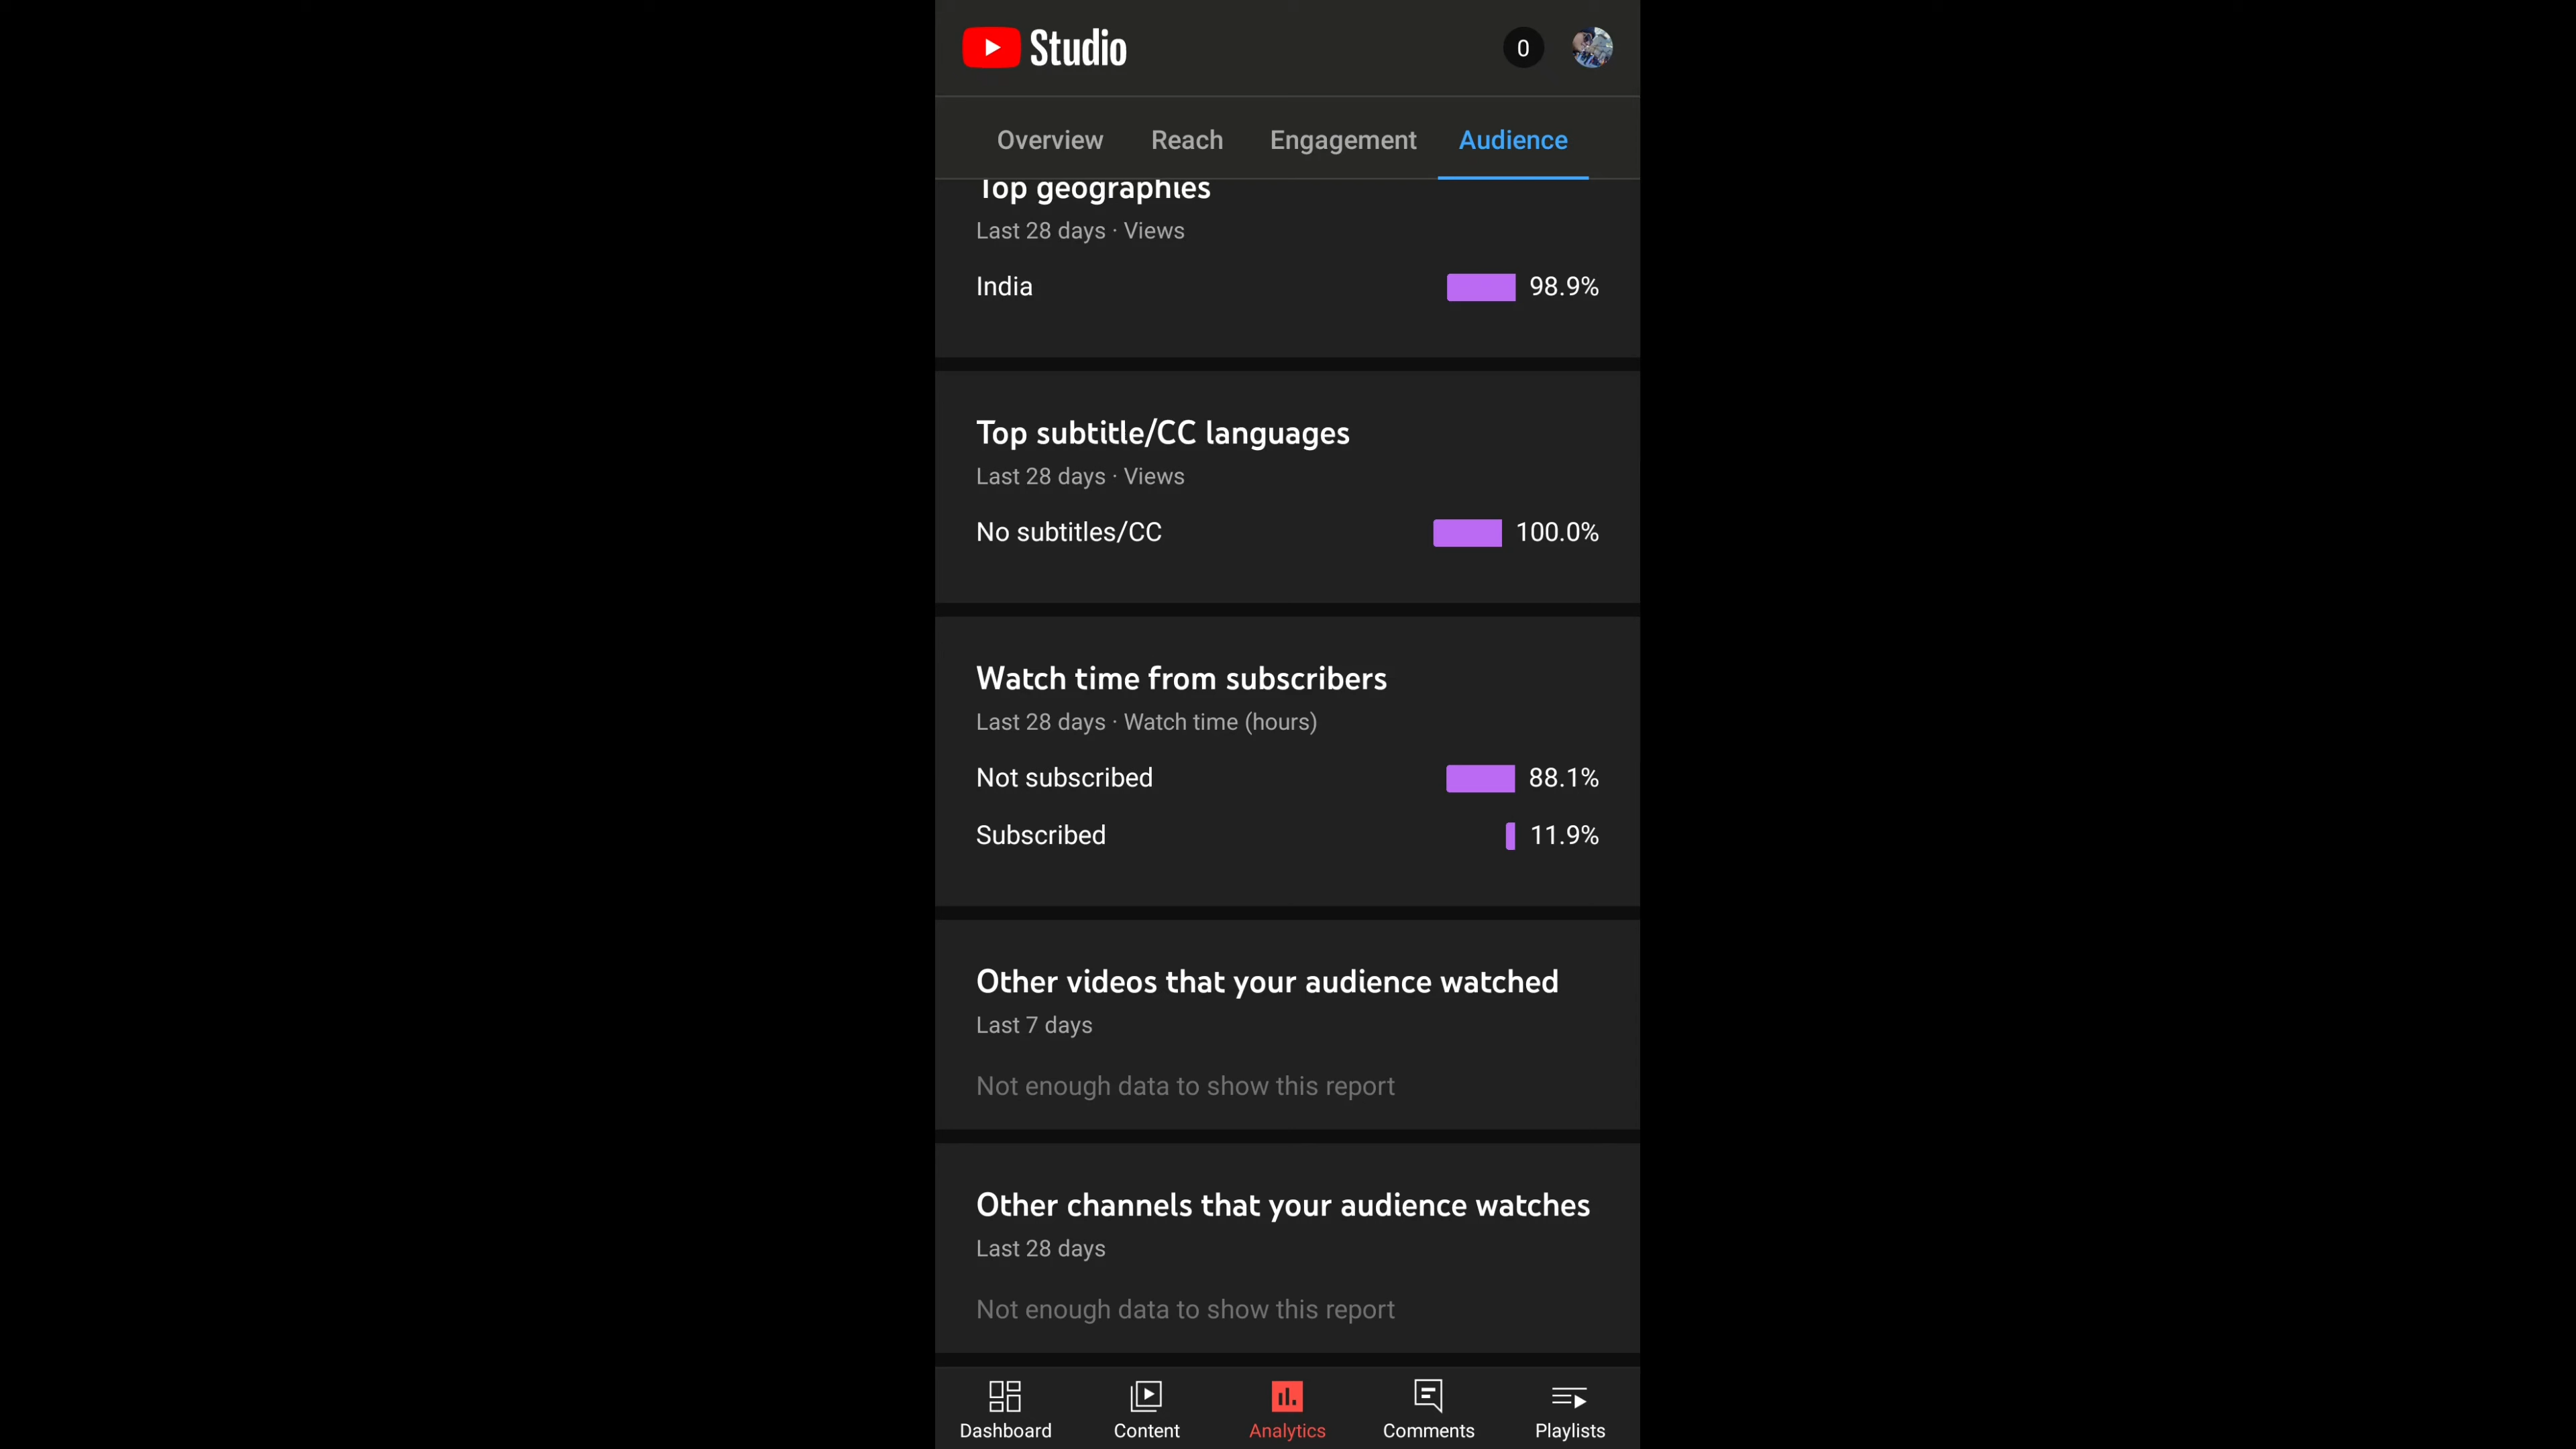 Studio
0
Overview Reach Engagement Audience
Top geographies
Last 28 days · Views
India 98.9%
Top subtitle/CC languages
Last 28 days · Views
No subtitles/CC 100.0%
Watch time from subscribers
Last 28 days · Watch time (hours)
Not subscribed 88.1%
Subscribed 11.9%
Other videos that your audience watched
Last 7 days
Not enough data to show this report
Other channels that your audience watches
Last 28 days
Not enough data to show this report
Dashboard Content Analytics Comments Playlists